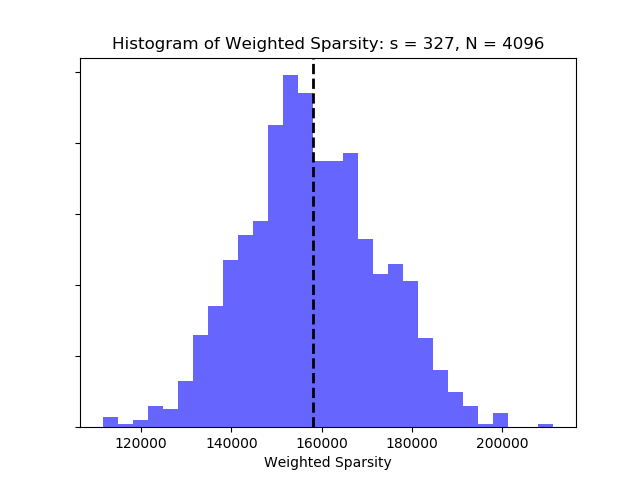 Histogram of Weighted Sparsity: s = 327, N = 4096
120000 140000 160000 180000 200000
Weighted Sparsity